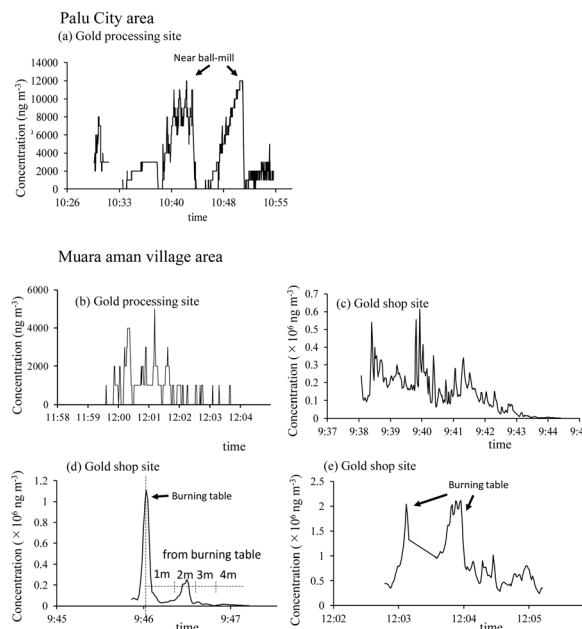 Palu City area
(a) Gold processing site
Near ball-mill
Concentration (ng m-3)
14000
12000
10000
8000
6000
4000
2000
0
10:26 10:33 10:40 10:48 10:55
time
Muara aman village area
(b) Gold processing site
Concentration (ng m-3)
6000
4000
2000
0
11:58 11:59 12:00 12:01 12:02 12:03 12:04
time
(c) Gold shop site
Concentration (×10⁶ ng m-3)
0.7
0.6
0.5
0.4
0.3
0.2
0.1
0
9:37 9:38 9:39 9:40 9:41 9:42 9:43 9:44
time
(d) Gold shop site
Concentration (×10⁶ ng m-3)
1.2
1
0.8
0.6
0.4
0.2
0
Burning table
from burning table
1m 2m 3m 4m
9:45 9:46 9:47
time
(e) Gold shop site
Burning table
Concentration (×10⁶ ng m-3)
2.5
2
1.5
1
0.5
0
12:02 12:03 12:04 12:05
time